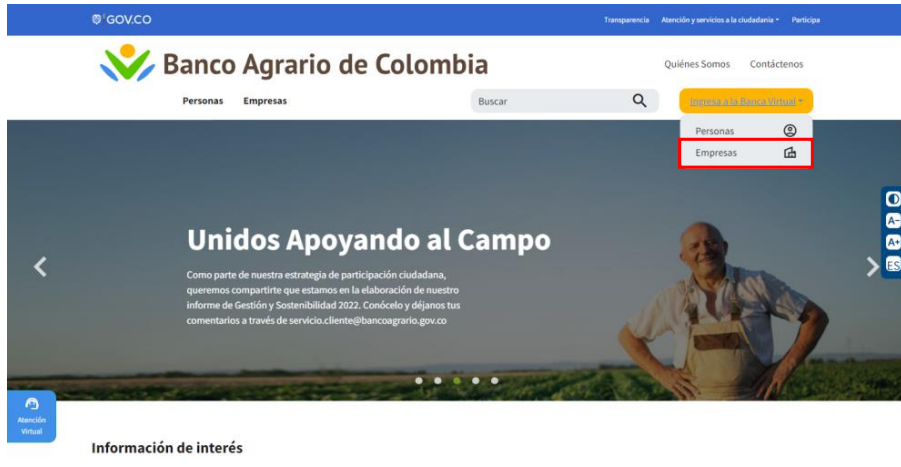 GOV.CO
Transparencia Atención y servicios a la ciudadanía Participa
Banco Agrario de Colombia
Quiénes Somos Contáctenos
Personas Empresas
Buscar
Ingresa a la Banca Virtual
Personas
Empresas
A-
A+
ES
Unidos Apoyando al Campo
Como parte de nuestra estrategia de participación ciudadana,
queremos compartirte que estamos en la elaboración de nuestro
informe de Gestión y Sostenibilidad 2022. Conócelo y déjanos tus
comentarios a través de servicio.cliente@bancoagrario.gov.co
Atención
Virtual
Información de interés